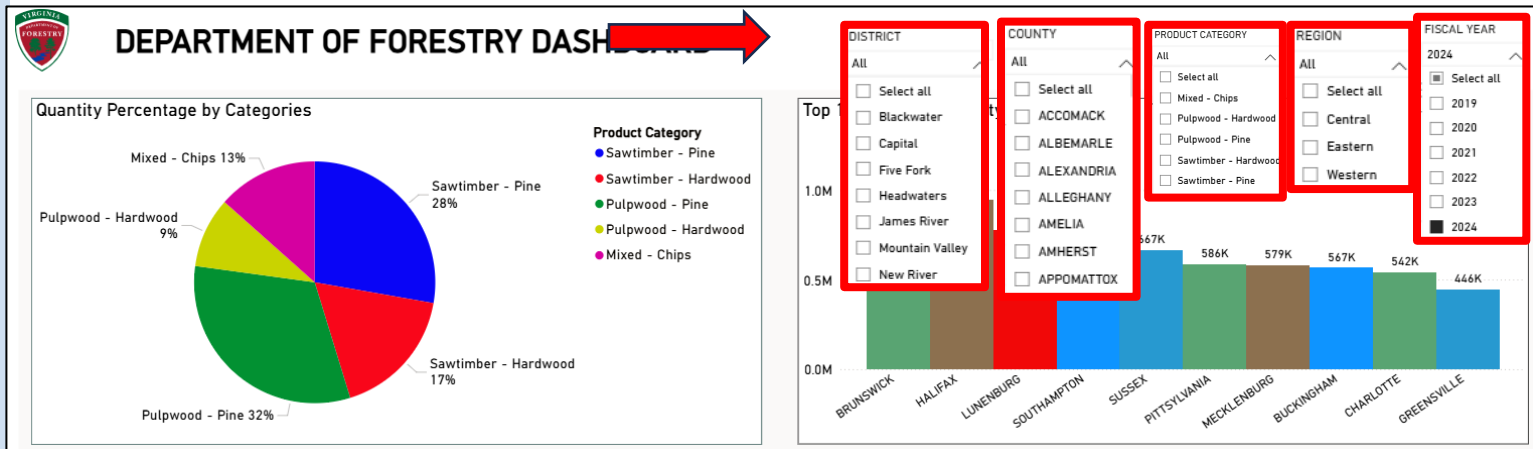 VIRGINIA
DEPARTMENT OF
FORESTRY
DEPARTMENT OF FORESTRY
DISTRICT
All
Select all
Blackwater
Capital
Five Fork
Headwaters
James River
Mountain Valley
New River
COUNTY
All
Select all
ACCOMACK
ALBEMARLE
ALEXANDRIA
ALLEGHANY
AMELIA
AMHERST
APPOMATTOX
PRODUCT CATEGORY
All
Select all
Mixed - Chips
Pulpwood - Hardwood
Pulpwood - Pine
Sawtimber - Hardwood
Sawtimber - Pine
REGION
All
Select all
Central
Eastern
Western
FISCAL YEAR
2024
Select all
2019
2020
2021
2022
2023
2024
Quantity Percentage by Categories
Mixed - Chips 13%
Pulpwood - Hardwood
9%
Pulpwood - Pine 32%
Sawtimber - Pine
28%
Sawtimber - Hardwood
17%
Product Category
Sawtimber - Pine
Sawtimber - Hardwood
Pulpwood - Pine
Pulpwood - Hardwood
Mixed - Chips
Top
1.0M
0.5M
0.0M
586K
579K
567K
542K
446K
BRUNSWICK
HALIFAX
LUNENBURG
SOUTHAMPTON
SUSSEX
PITTSYLVANIA
MECKLENBURG
BUCKINGHAM
CHARLOTTE
GREENSVILLE